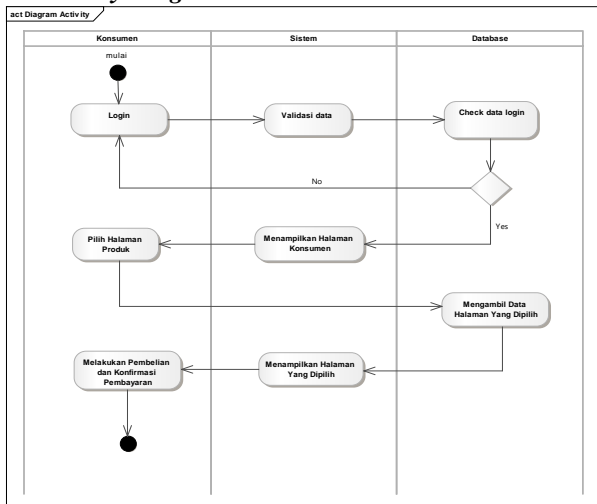 act Diagram Activity
Konsumen
Sistem
Database
mulai
Login
Validasi data
Check data login
No
Yes
Pilih Halaman
Produk
Menampilkan Halaman
Konsumen
Mengambil Data
Halaman Yang Dipilih
Melakukan Pembelian
dan Konfirmasi
Pembayaran
Menampilkan Halaman
Yang Dipilih